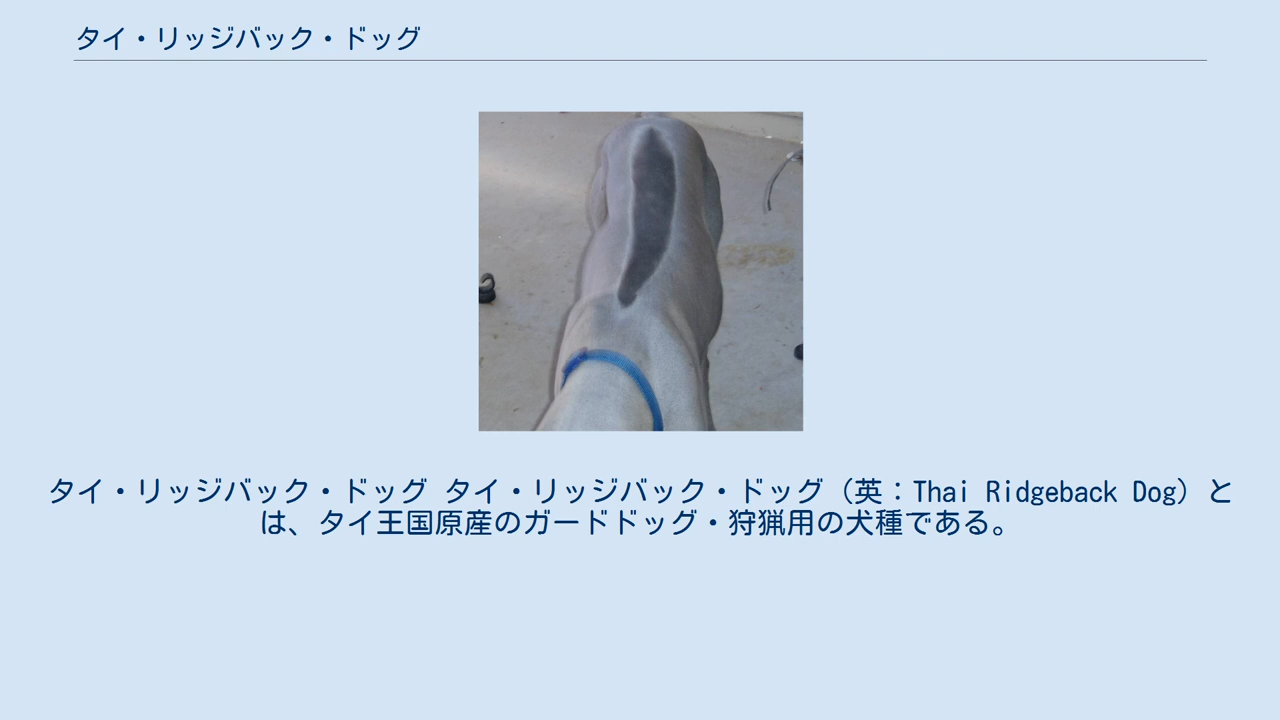 タイ・リッジバック・ドッグ
タイ・リッジバック・ドッグ タイ・リッジバック・ドッグ（英：Thai Ridgeback Dog）と
は、タイ王国原産のガードドッグ・狩猟用の犬種である。